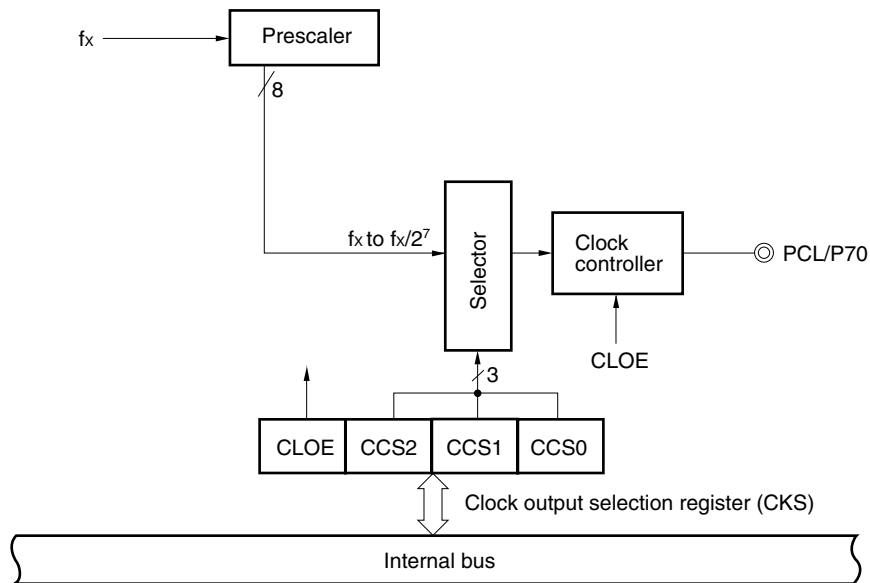 fX
Prescaler
8
fX to fX/2⁷
Selector
Clock
controller
PCL/P70
CLOE
3
CLOE CCS2 CCS1 CCS0
Clock output selection register (CKS)
Internal bus